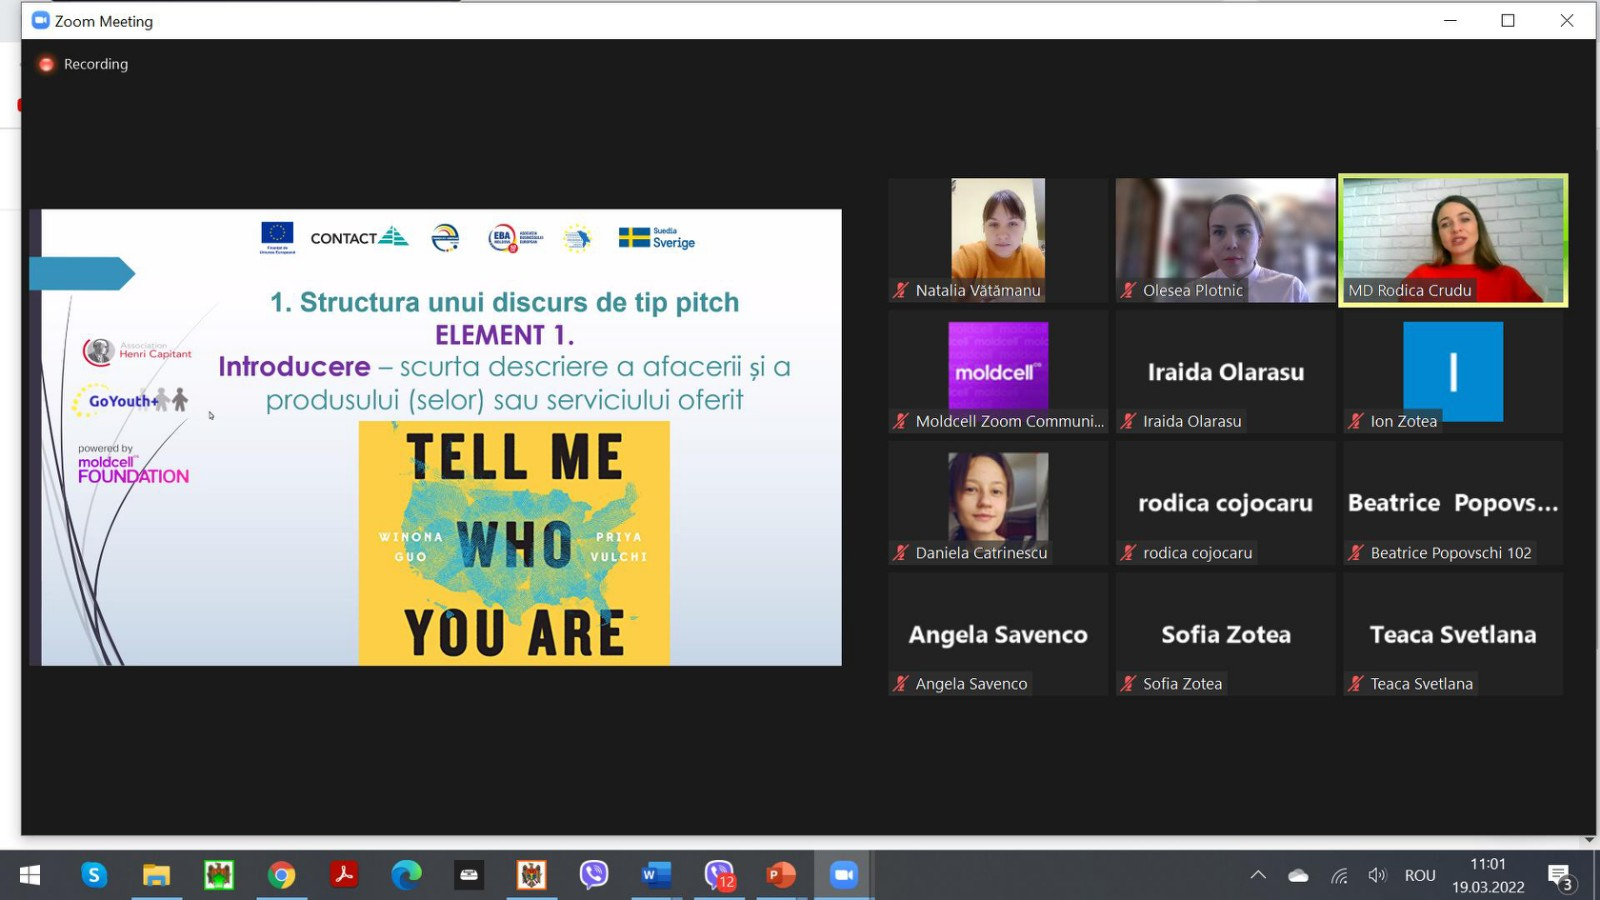 Zoom Meeting
Recording
CONTACT
EBA
Suedia
Sverige
1. Structura unui discurs de tip pitch
ELEMENT 1.
Introducere – scurta descriere a afacerii și a
produsului (selor) sau serviciului oferit
Association
Henri Capitant
GoYouth+
powered by
moldcell
FOUNDATION
TELL ME
WINONA
GUO
WHO
PRIYA
VULCHI
YOU ARE
Natalia Vătămanu
Olesea Plotnic
MD Rodica Crudu
moldcell
Moldcell Zoom Communi...
Iraida Olarasu
Iraida Olarasu
I
Ion Zotea
Daniela Catrinescu
rodica cojocaru
rodica cojocaru
Beatrice Popovs...
Beatrice Popovschi 102
Angela Savenco
Angela Savenco
Sofia Zotea
Sofia Zotea
Teaca Svetlana
Teaca Svetlana
12
ROU
11:01
19.03.2022
3